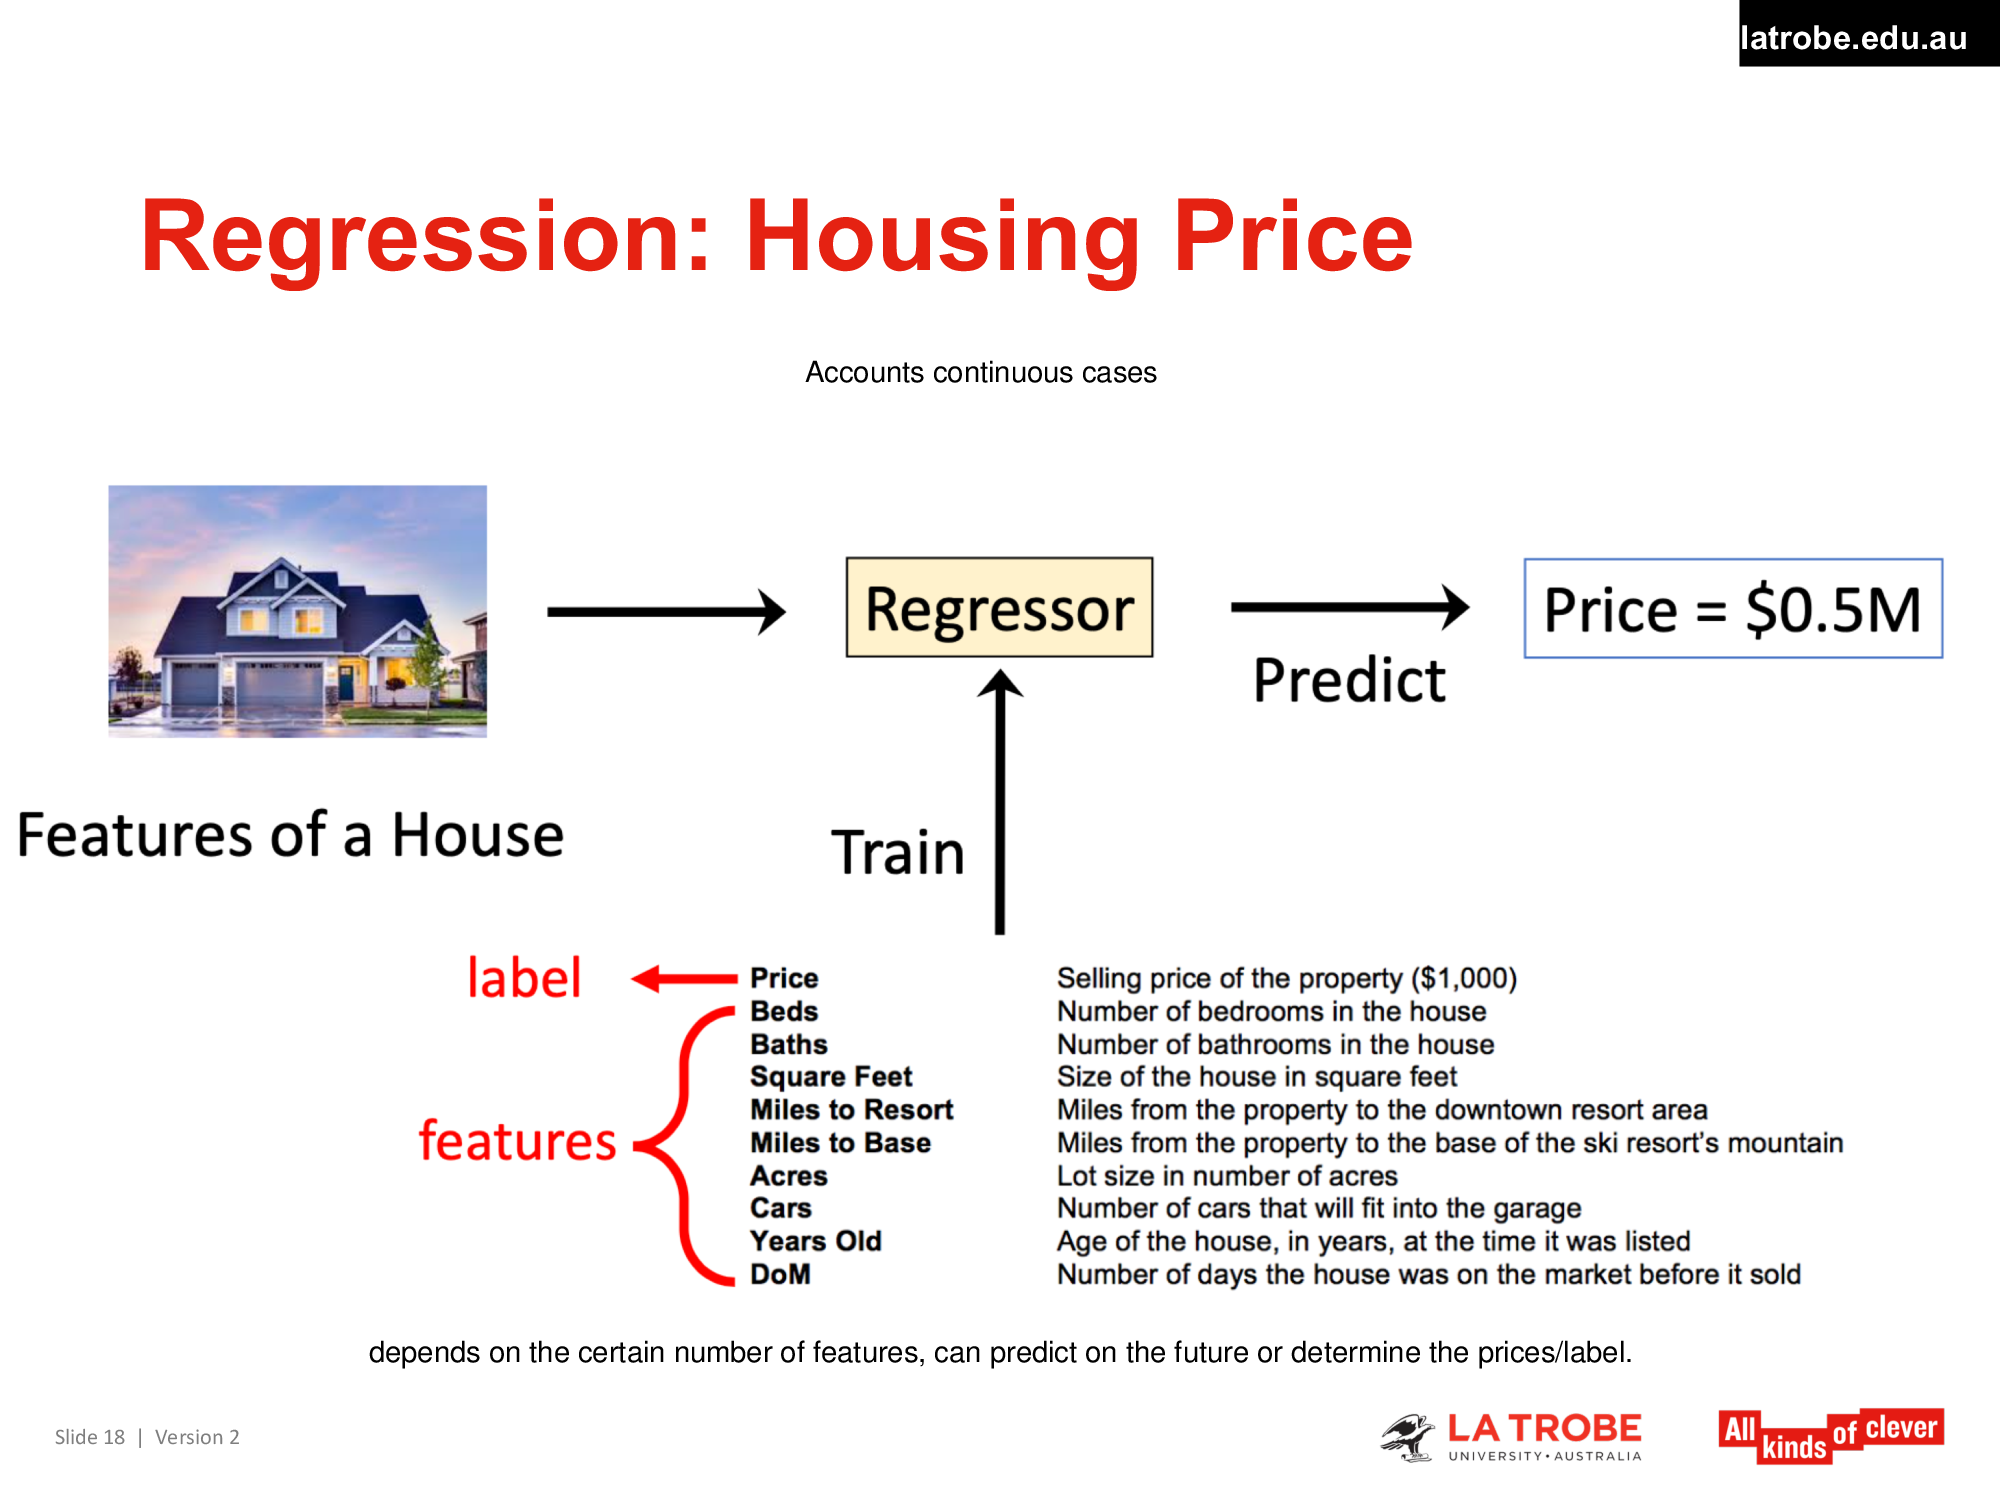 latrobe.edu.au
Regression: Housing Price
Accounts continuous cases
Regressor
Price = $0.5M
Predict
Features of a House
Train
label
features
Price Selling price of the property ($1,000)
Beds Number of bedrooms in the house
Baths Number of bathrooms in the house
Square Feet Size of the house in square feet
Miles to Resort Miles from the property to the downtown resort area
Miles to Base Miles from the property to the base of the ski resort's mountain
Acres Lot size in number of acres
Cars Number of cars that will fit into the garage
Years Old Age of the house, in years, at the time it was listed
DoM Number of days the house was on the market before it sold
depends on the certain number of features, can predict on the future or determine the prices/label.
Slide 18 | Version 2
LA TROBE
UNIVERSITY • AUSTRALIA
All kinds of clever